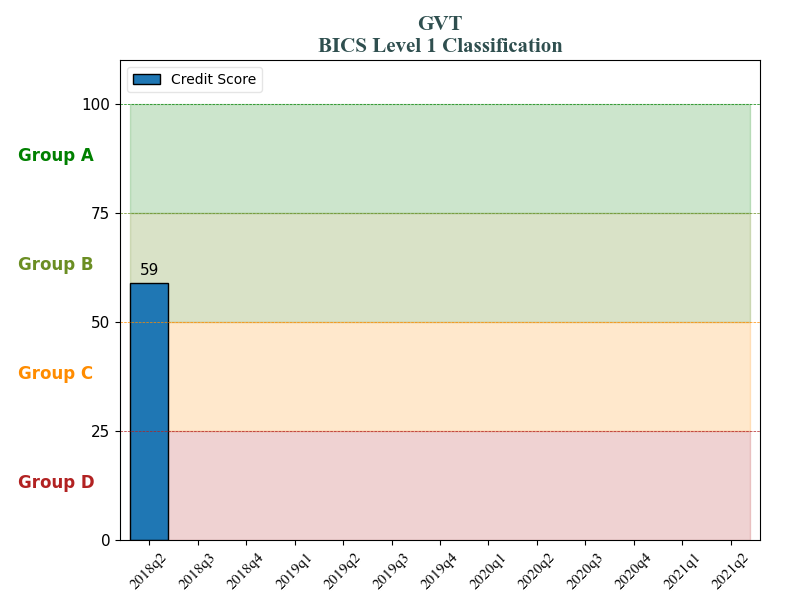 GVT
BICS Level 1 Classification
Credit Score
100
Group A
75
Group B
59
50
Group C
25
Group D
0
2018q2 2018q3 2018q4 2019q1 2019q2 2019q3 2019q4 2020q1 2020q2 2020q3 2020q4 2021q1 2021q2